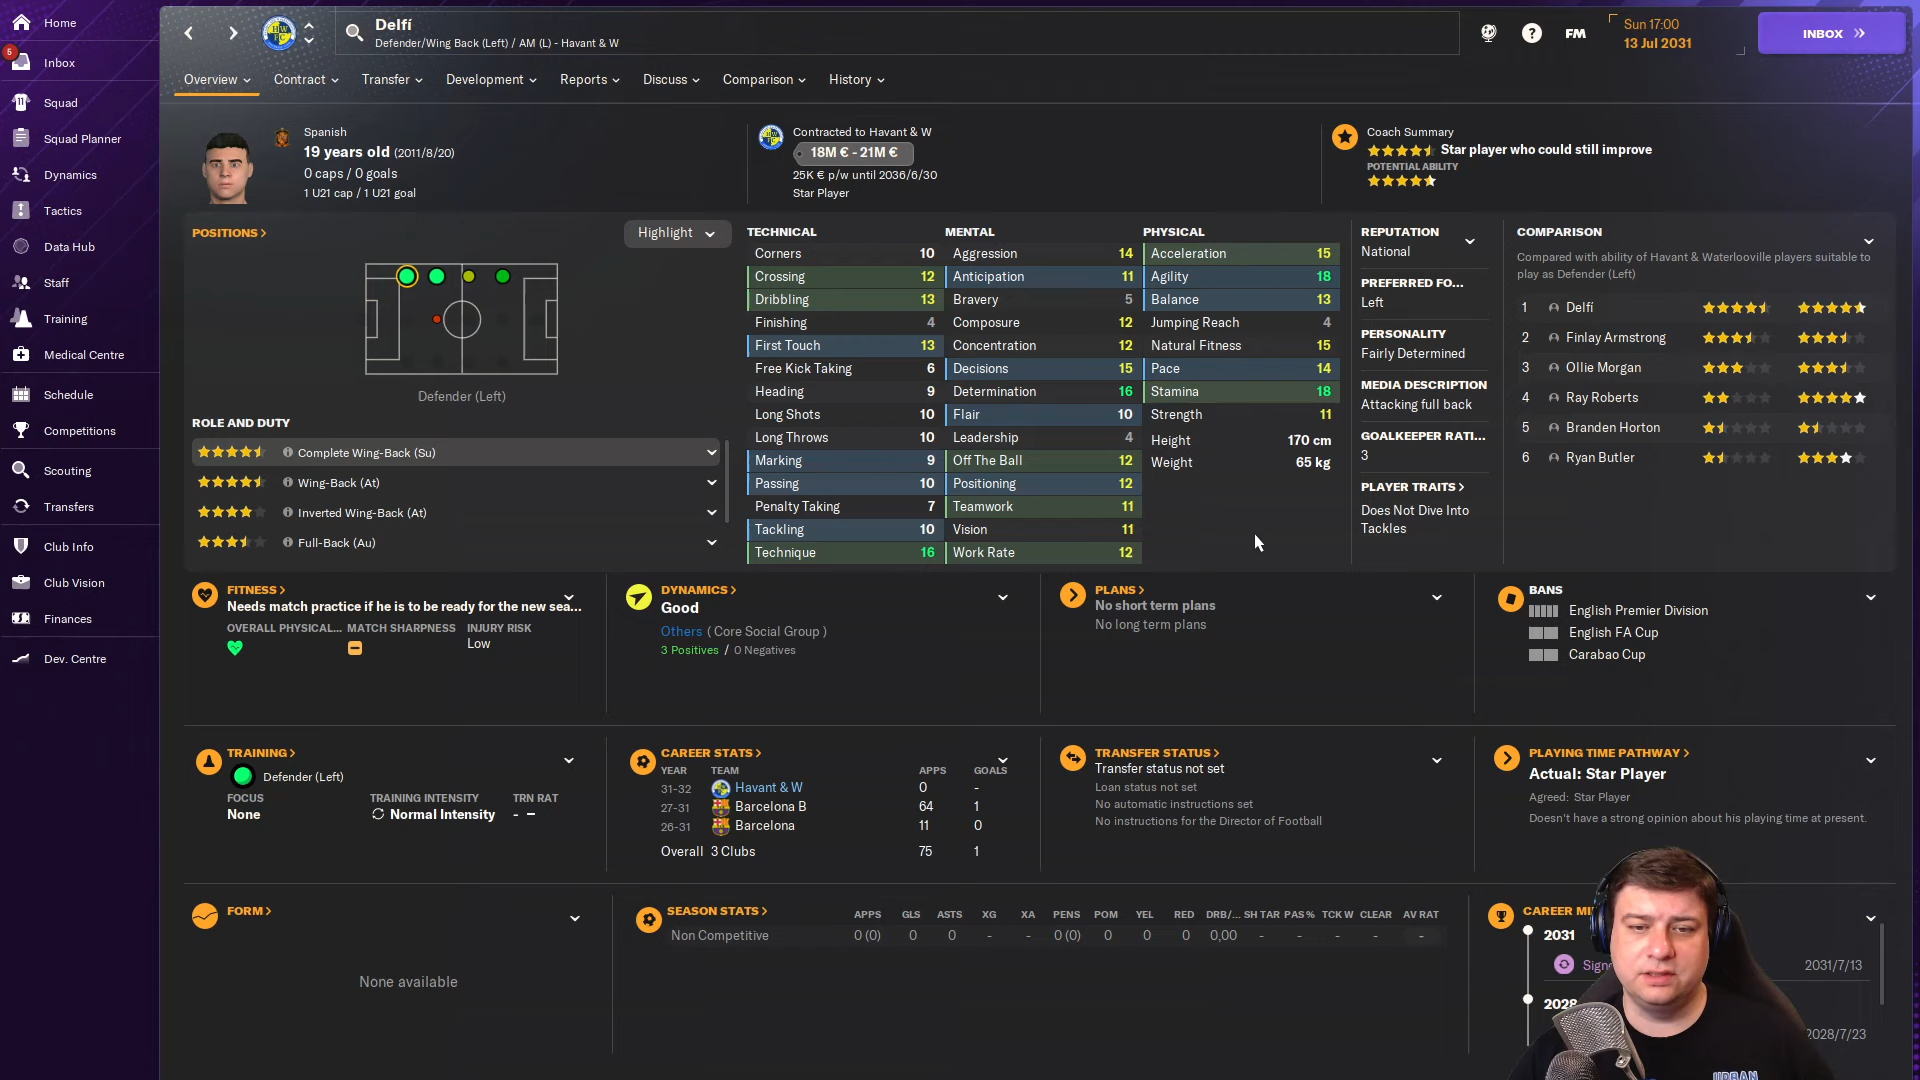 Home
6
Inbox
Squad
Squad Planner
Dynamics
Tactics
Data Hub
Staff
Training
Medical Centre
Schedule
Competitions
Scouting
Transfers
Club Info
Club Vision
Finances
Dev. Centre
Delfí
Defender/Wing Back (Left) / AM (L) - Havant & W
FM
Sun 17:00
13 Jul 2031
INBOX
Overview Contract Transfer Development Reports Discuss Comparison History
Spanish
19 years old (2011/8/20)
0 caps / 0 goals
1 U21 cap / 1 U21 goal
Contracted to Havant & W
18M € - 21M €
25K € p/w until 2036/6/30
Star Player
Coach Summary
Star player who could still improve
POTENTIAL ABILITY
POSITIONS >
Highlight
Defender (Left)
ROLE AND DUTY
Complete Wing-Back (Su)
Wing-Back (At)
Inverted Wing-Back (At)
Full-Back (Au)
TECHNICAL
Corners 10
Crossing 12
Dribbling 13
Finishing 4
First Touch 13
Free Kick Taking 6
Heading 9
Long Shots 10
Long Throws 10
Marking 9
Passing 10
Penalty Taking 7
Tackling 10
Technique 16
MENTAL
Aggression 14
Anticipation 11
Bravery 5
Composure 12
Concentration 12
Decisions 15
Determination 16
Flair 10
Leadership 4
Off The Ball 12
Positioning 12
Teamwork 11
Vision 11
Work Rate 12
PHYSICAL
Acceleration 15
Agility 18
Balance 13
Jumping Reach 4
Natural Fitness 15
Pace 14
Stamina 18
Strength 11
Height 170 cm
Weight 65 kg
REPUTATION
National
PREFERRED FO...
Left
PERSONALITY
Fairly Determined
MEDIA DESCRIPTION
Attacking full back
GOALKEEPER RATI...
3
PLAYER TRAITS >
Does Not Dive Into
Tackles
COMPARISON
Compared with ability of Havant & Waterlooville players suitable to
play as Defender (Left)
1 Delfí
2 Finlay Armstrong
3 Ollie Morgan
4 Ray Roberts
5 Branden Horton
6 Ryan Butler
FITNESS >
Needs match practice if he is to be ready for the new sea...
OVERALL PHYSICAL... MATCH SHARPNESS INJURY RISK
Low
DYNAMICS >
Good
Others ( Core Social Group )
3 Positives / 0 Negatives
PLANS >
No short term plans
No long term plans
BANS
English Premier Division
English FA Cup
Carabao Cup
TRAINING >
Defender (Left)
FOCUS TRAINING INTENSITY TRN RAT
None Normal Intensity -
CAREER STATS >
YEAR TEAM APPS GOALS
31-32 Havant & W 0 -
27-31 Barcelona B 64 1
26-31 Barcelona 11 0
Overall 3 Clubs 75 1
TRANSFER STATUS >
Transfer status not set
Loan status not set
No automatic instructions set
No instructions for the Director of Football
PLAYING TIME PATHWAY >
Actual: Star Player
Agreed: Star Player
Doesn't have a strong opinion about his playing time at present.
FORM >
None available
SEASON STATS >
APPS GLS ASTS XG XA PENS POM YEL RED DRB/... SH TAR PAS % TCK W CLEAR AV RAT
Non Competitive 0 (0) 0 0 - - 0 (0) 0 0 0 0,00 - - - - -
CAREER MI
2031
Signe
2031/7/13
2028
2028/7/23
URBAN